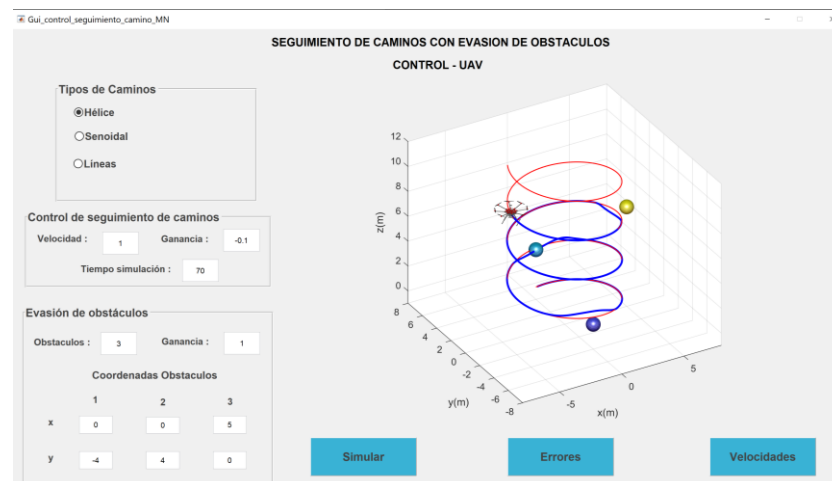 Gui_control_seguimiento_camino_MN
SEGUIMIENTO DE CAMINOS CON EVASION DE OBSTACULOS
CONTROL - UAV
Tipos de Caminos
Hélice
Senoidal
Lineas
Control de seguimiento de caminos
Velocidad : 1 Ganancia : -0.1
Tiempo simulación : 70
Evasión de obstáculos
Obstaculos : 3 Ganancia : 1
Coordenadas Obstaculos
1 2 3
x 0 0 5
y -4 4 0
12
10
8
6
4
2
0
z(m)
8
6
4
2
0
-2
-4
-6
-8
y(m)
-5
0
5
x(m)
Simular Errores Velocidades